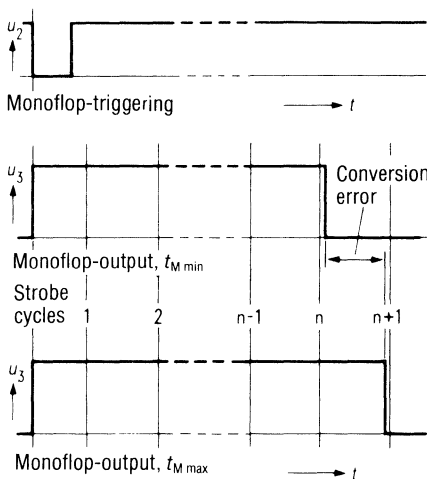 u2
Monoflop-triggering
t
u3
Conversion
error
Monoflop-output, tM min
Strobe
cycles 1 2 n-1 n n+1
u3
Monoflop-output, tM max
t